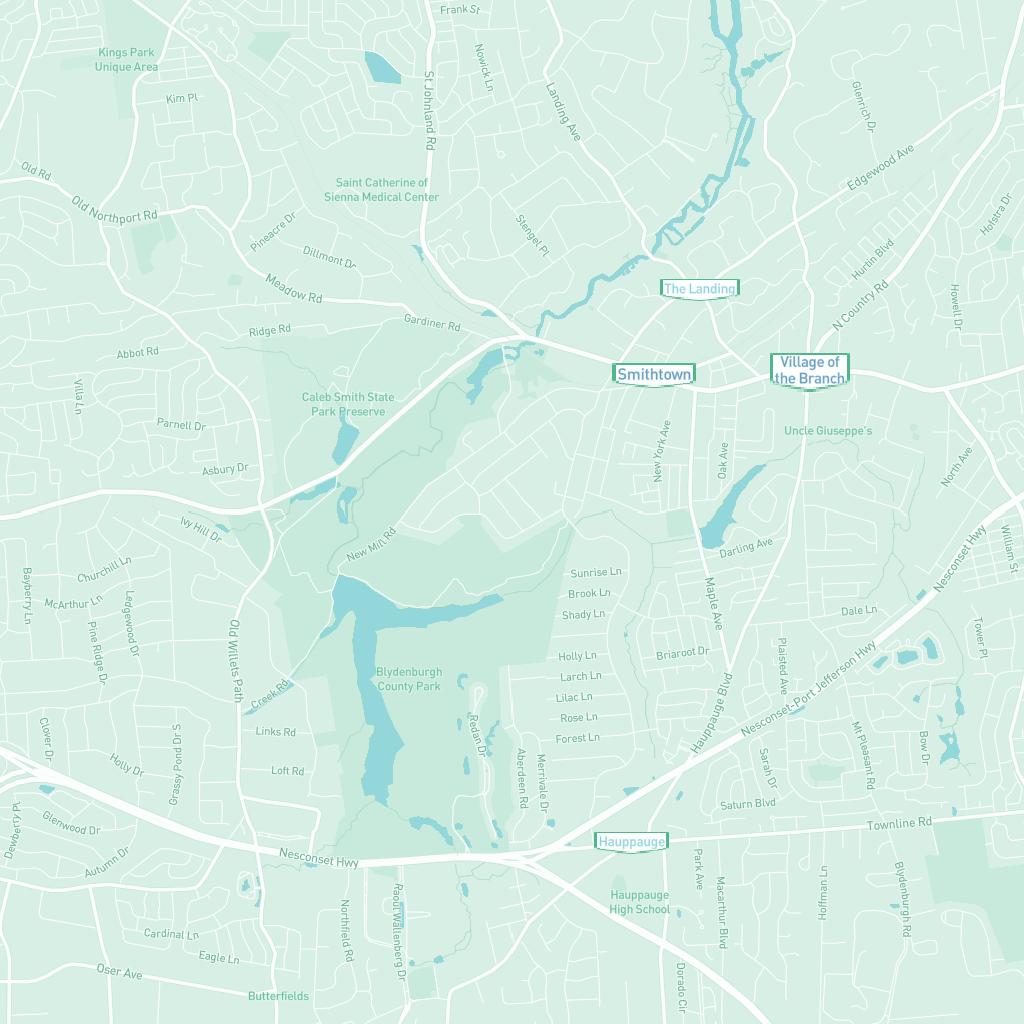 Frank St
Kings Park
Unique Area
Nowick Ln
St Johnland Rd
Kim Pl
Landing Ave
Glenrich Dr
Edgewood Ave
Old Rd
Saint Catherine of
Sienna Medical Center
Old Northport Rd
Pineacre Dr
Stengel Pl
Hofstra Dr
Dillmont Dr
Hurtin Blvd
Meadow Rd
The Landing
N Country Rd
Howell Dr
Gardiner Rd
Ridge Rd
Abbot Rd
Smithtown
Village of
the Branch
Villa Ln
Caleb Smith State
Park Preserve
Parnell Dr
Uncle Giuseppe's
New York Ave
Oak Ave
Asbury Dr
North Ave
Ivy Hill Dr
New Mill Rd
Darling Ave
Nesconset Hwy
William St
Churchill Ln
Bayberry Ln
McArthur Ln
Ledgewood Dr
Pine Ridge Dr
Sunrise Ln
Brook Ln
Shady Ln
Maple Ave
Dale Ln
Old Willets Path
Tower Pl
Briaroot Dr
Plaisted Ave
Holly Ln
Blydenburgh
County Park
Larch Ln
Nesconset-Port Jefferson Hwy
Creek Rd
Lilac Ln
Rose Ln
Hauppauge Blvd
Links Rd
Forest Ln
Clover Dr
Grassy Pond Dr S
Redan Dr
Mt Pleasant Rd
Bow Dr
Holly Dr
Loft Rd
Aberdeen Rd
Merrivale Dr
Sarah Dr
Saturn Blvd
Dewberry Pl
Glenwood Dr
Townline Rd
Hauppauge
Autumn Dr
Nesconset Hwy
Park Ave
Macarthur Blvd
Hoffman Ln
Blydenburgh Rd
Hauppauge
High School
Raoul Wallenberg Dr
Northfield Rd
Cardinal Ln
Eagle Ln
Oser Ave
Dorado Cir
Butterfields